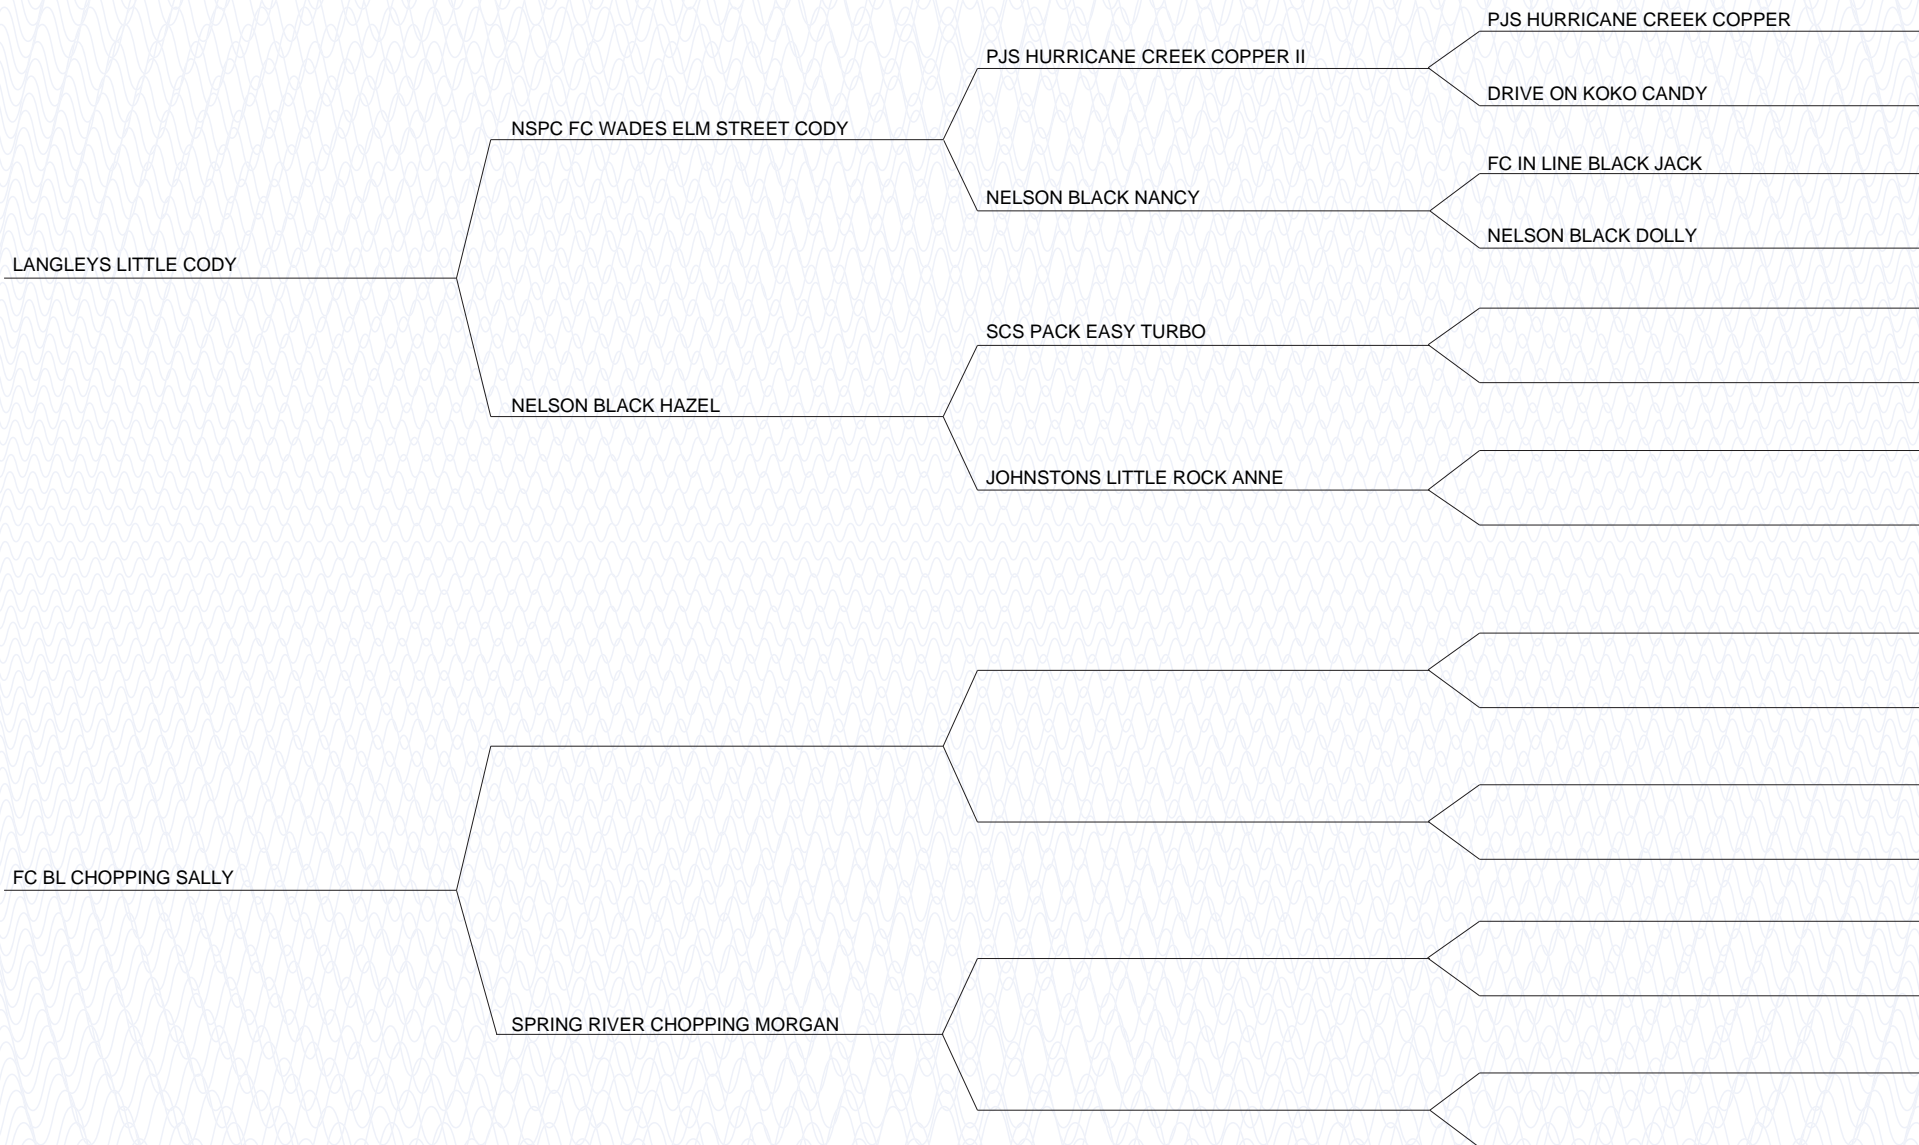 PJS HURRICANE CREEK COPPER
PJS HURRICANE CREEK COPPER II
DRIVE ON KOKO CANDY
NSPC FC WADES ELM STREET CODY
FC IN LINE BLACK JACK
NELSON BLACK NANCY
NELSON BLACK DOLLY
LANGLEYS LITTLE CODY
SCS PACK EASY TURBO
NELSON BLACK HAZEL
JOHNSTONS LITTLE ROCK ANNE
FC BL CHOPPING SALLY
SPRING RIVER CHOPPING MORGAN